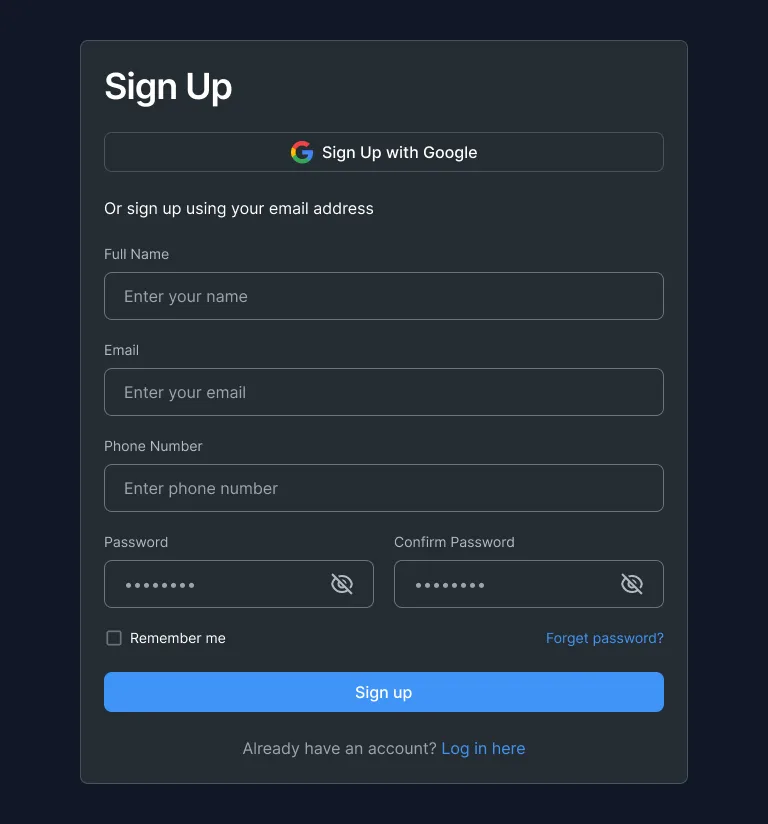 Sign Up
Sign Up with Google
Or sign up using your email address
Full Name
Enter your name
Email
Enter your email
Phone Number
Enter phone number
Password Confirm Password
•••••••• ••••••••
Remember me Forget password?
Sign up
Already have an account? Log in here